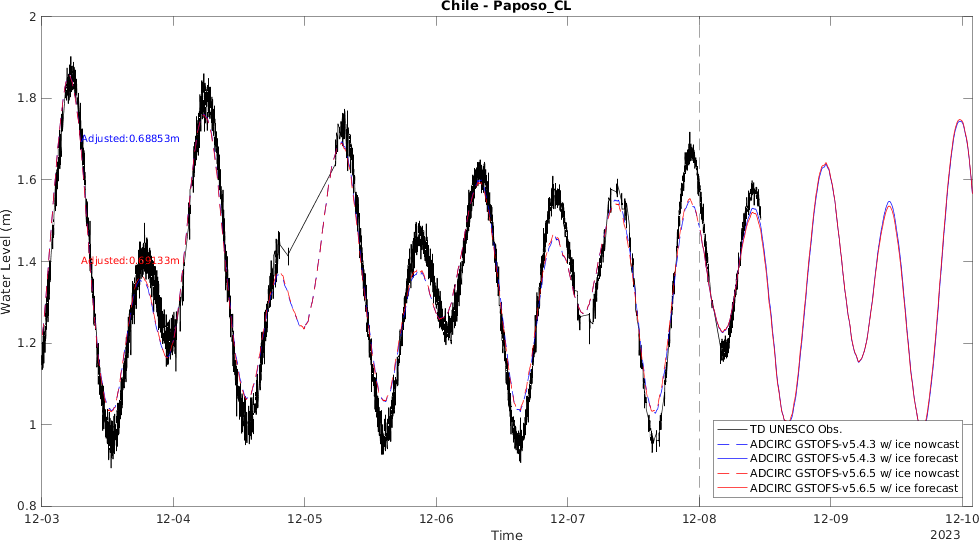 Chile - Paposo_CL
2
1.8
1.6
1.4
1.2
1
0.8
Water Level (m)
Adjusted:0.68853m
Adjusted:0.69133m
12-03
12-04
12-05
12-06
12-07
12-08
12-09
12-10
Time
2023
TD UNESCO Obs.
ADCIRC GSTOFS-v5.4.3 w/ ice nowcast
ADCIRC GSTOFS-v5.4.3 w/ ice forecast
ADCIRC GSTOFS-v5.6.5 w/ ice nowcast
ADCIRC GSTOFS-v5.6.5 w/ ice forecast